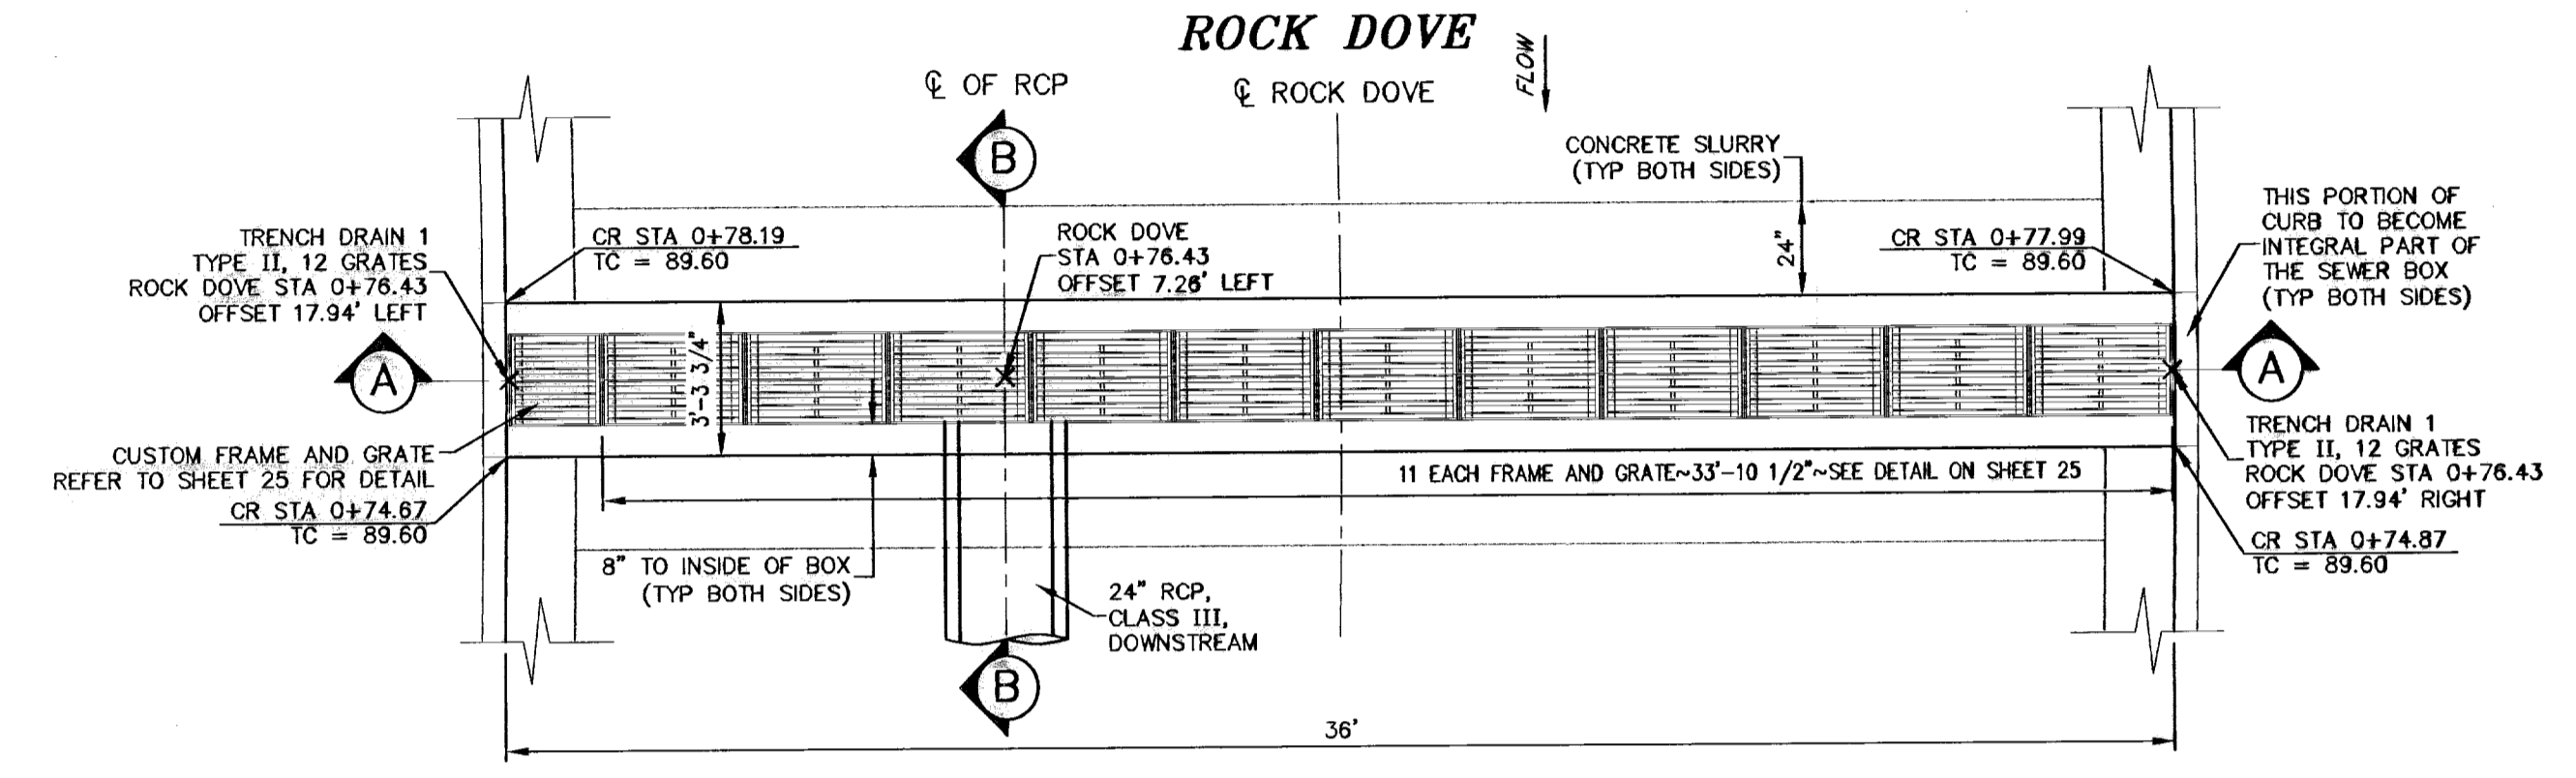 ROCK DOVE
FLOW
℄ OF RCP
℄ ROCK DOVE
B
CONCRETE SLURRY
(TYP BOTH SIDES)
24"
THIS PORTION OF
CURB TO BECOME
INTEGRAL PART OF
THE SEWER BOX
(TYP BOTH SIDES)
TRENCH DRAIN 1
TYPE II, 12 GRATES
ROCK DOVE STA 0+76.43
OFFSET 17.94' LEFT
CR STA 0+78.19
TC = 89.60
ROCK DOVE
STA 0+76.43
OFFSET 7.26' LEFT
CR STA 0+77.99
TC = 89.60
A
3'-3 3/4"
A
CUSTOM FRAME AND GRATE
REFER TO SHEET 25 FOR DETAIL
CR STA 0+74.67
TC = 89.60
11 EACH FRAME AND GRATE~33'-10 1/2"~SEE DETAIL ON SHEET 25
TRENCH DRAIN 1
TYPE II, 12 GRATES
ROCK DOVE STA 0+76.43
OFFSET 17.94' RIGHT
CR STA 0+74.87
TC = 89.60
8" TO INSIDE OF BOX
(TYP BOTH SIDES)
24" RCP,
CLASS III,
DOWNSTREAM
B
36'